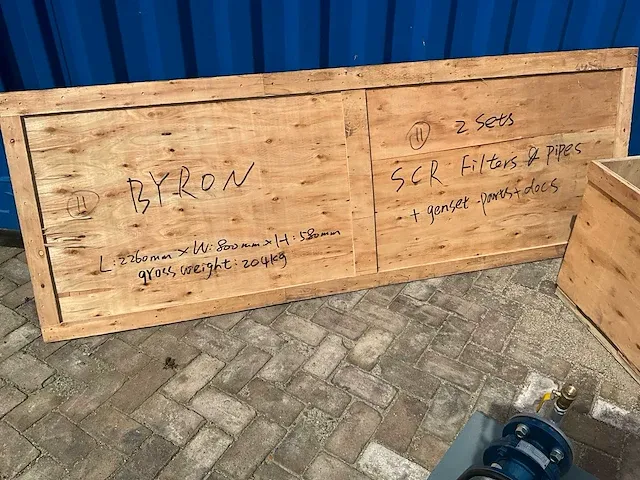 11 BYRON
L: 2260mm x W: 800mm x H: 580mm
gross weight: 204kg
11 2 Sets
SCR Filters & Pipes
+ genset parts + docs